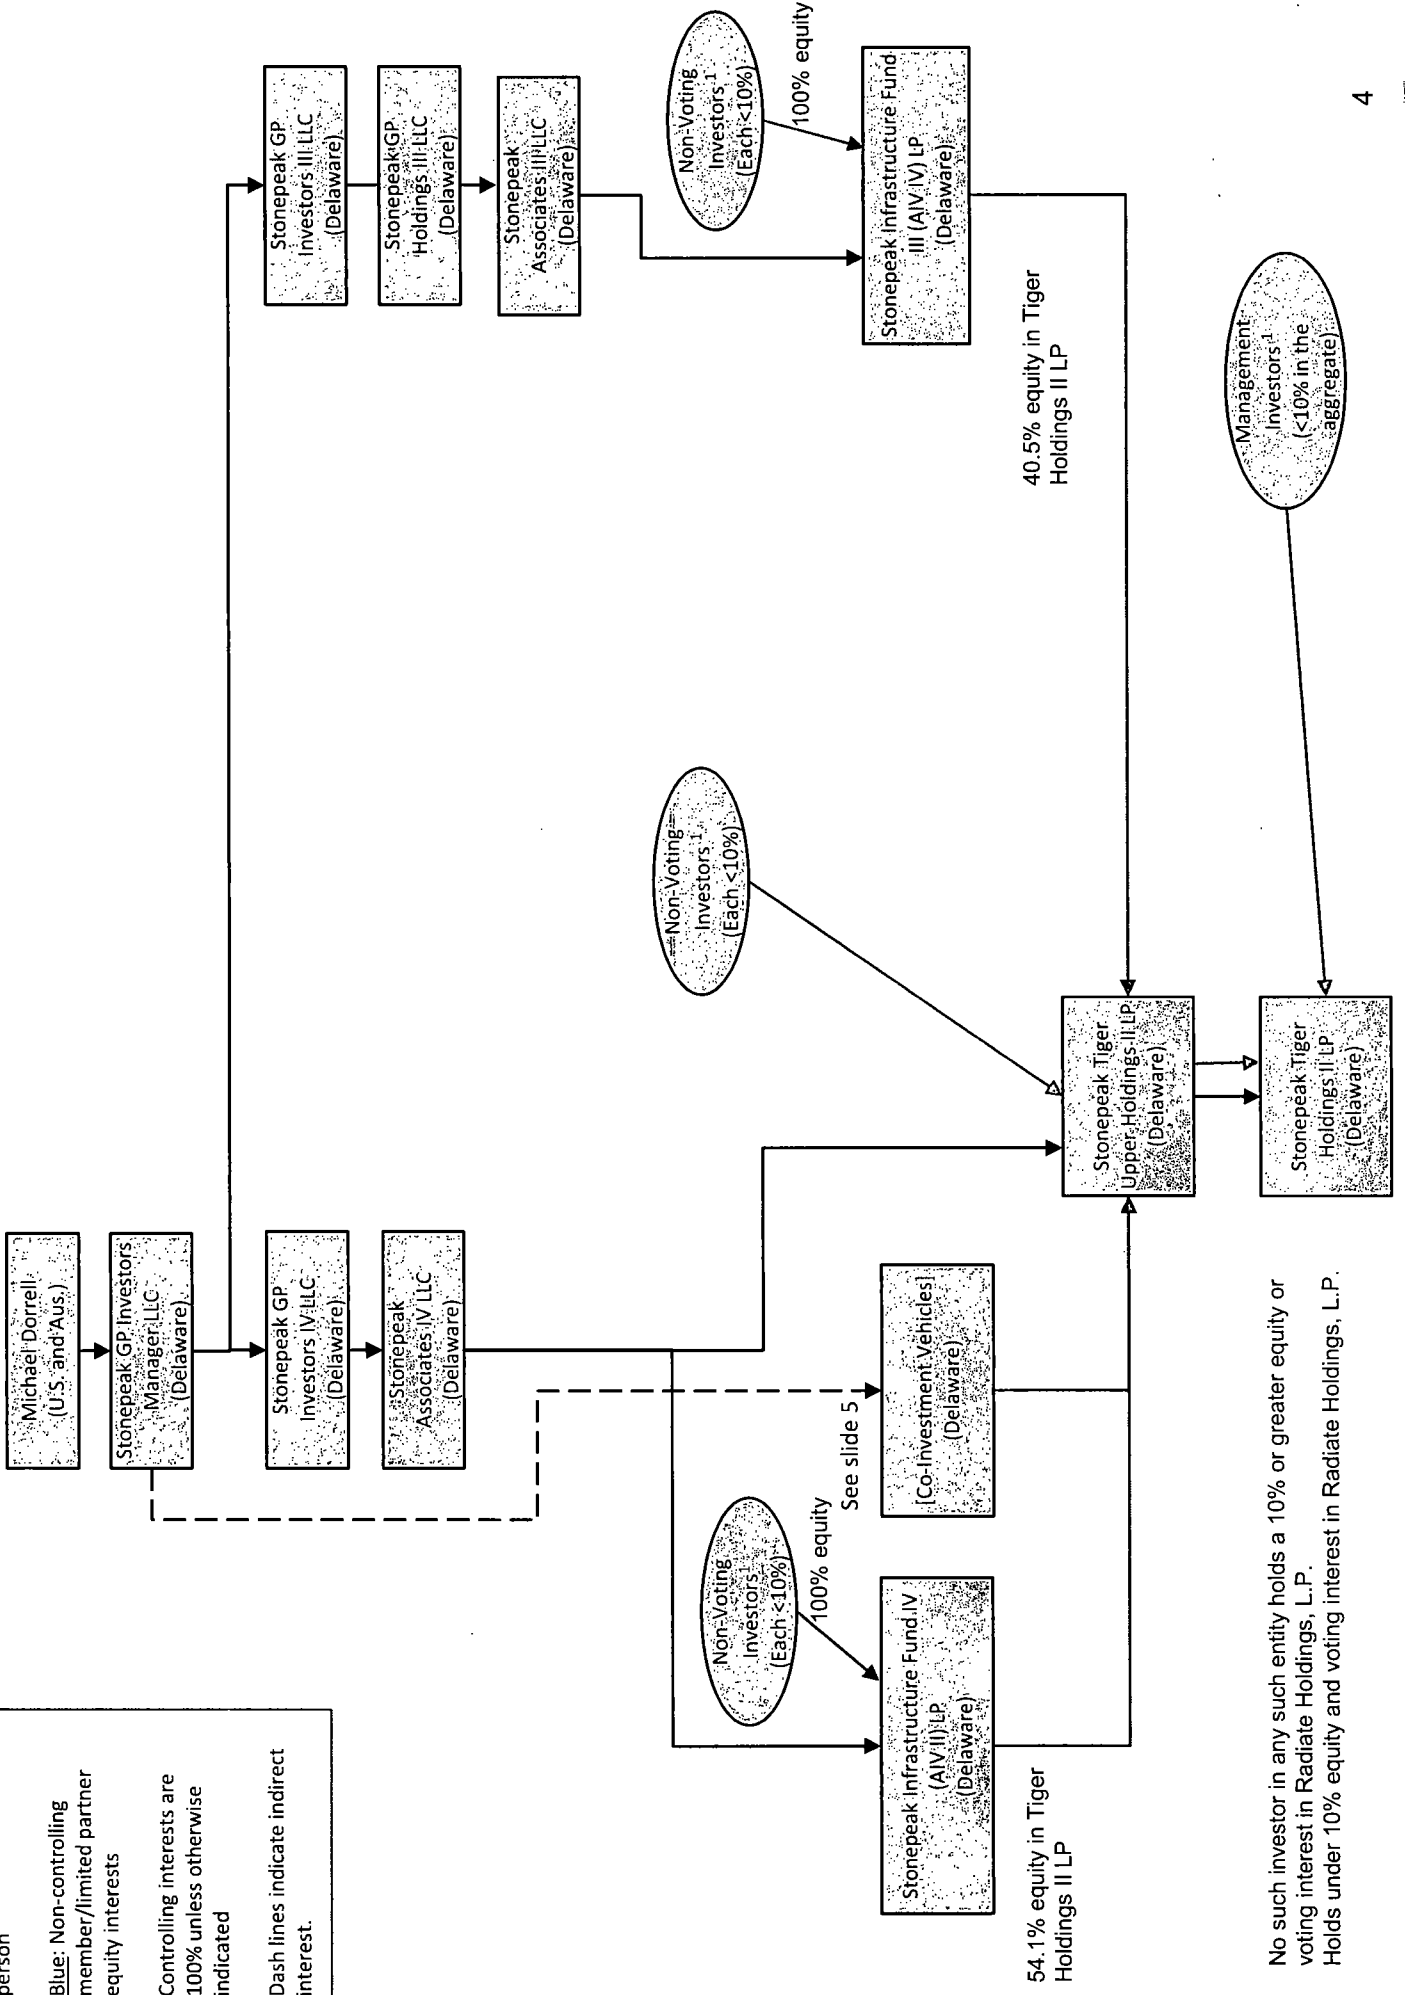 person
Blue: Non-controlling
member/limited partner
equity interests
Controlling interests are
100% unless otherwise
indicated
Dash lines indicate indirect
interest.
Michael Dorrell
(U.S. and Aus.)
Stonepeak GP Investors
Manager LLC
(Delaware)
Stonepeak GP
Investors IV LLC
(Delaware)
Stonepeak
Associates IV LLC
(Delaware)
Stonepeak GP
Investors III LLC
(Delaware)
Stonepeak GP
Holdings III LLC
(Delaware)
Stonepeak
Associates III LLC
(Delaware)
Non-Voting
Investors¹
(Each <10%)
100% equity
Non-Voting
Investors¹
(Each <10%)
Non-Voting
Investors¹
(Each <10%)
100% equity
See slide 5
Stonepeak Infrastructure Fund IV
(AIV II) LP
(Delaware)
[Co-Investment Vehicles]
(Delaware)
Stonepeak Infrastructure Fund
III (AIV IV) LP
(Delaware)
54.1% equity in Tiger
Holdings II LP
40.5% equity in Tiger
Holdings II LP
Stonepeak Tiger
Upper Holdings II LP
(Delaware)
Management
Investors¹
(<10% in the
aggregate)
Stonepeak Tiger
Holdings II LP
(Delaware)
No such investor in any such entity holds a 10% or greater equity or
voting interest in Radiate Holdings, L.P.
Holds under 10% equity and voting interest in Radiate Holdings, L.P.
4